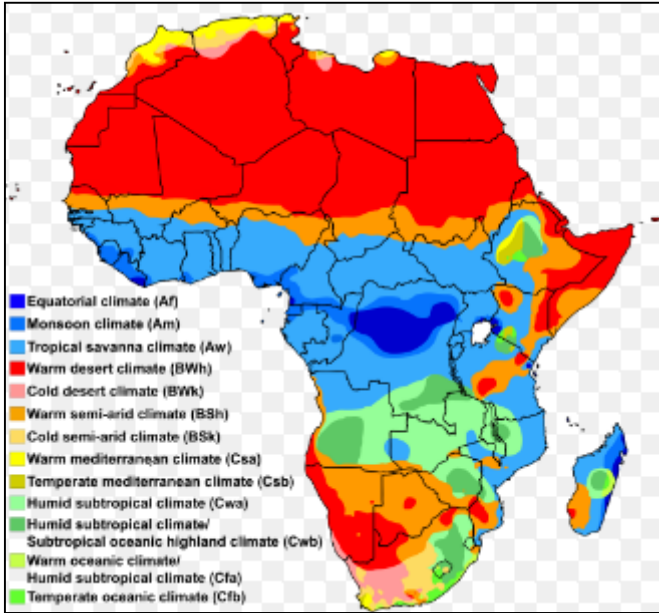 Equatorial climate (Af)
Monsoon climate (Am)
Tropical savanna climate (Aw)
Warm desert climate (BWh)
Cold desert climate (BWk)
Warm semi-arid climate (BSh)
Cold semi-arid climate (BSk)
Warm mediterranean climate (Csa)
Temperate mediterranean climate (Csb)
Humid subtropical climate (Cwa)
Humid subtropical climate/
Subtropical oceanic highland climate (Cwb)
Warm oceanic climate/
Humid subtropical climate (Cfa)
Temperate oceanic climate (Cfb)